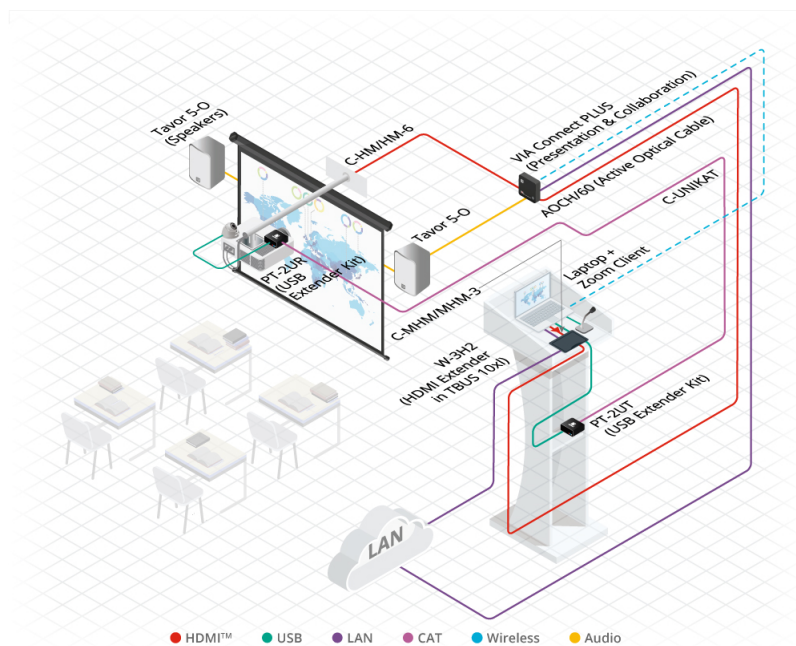 Tavor 5-O
(Speakers)
C-HM/HM-6
VIA Connect PLUS
(Presentation & Collaboration)
AOCH/60 (Active Optical Cable)
C-UNIKAT
Tavor 5-O
PT-2UR
(USB
Extender Kit)
C-MHM/MHM-3
Laptop +
Zoom Client
W-3H2
(HDMI Extender
in TBUS 10xl)
PT-2UT
(USB Extender Kit)
LAN
HDMI™
USB
LAN
CAT
Wireless
Audio